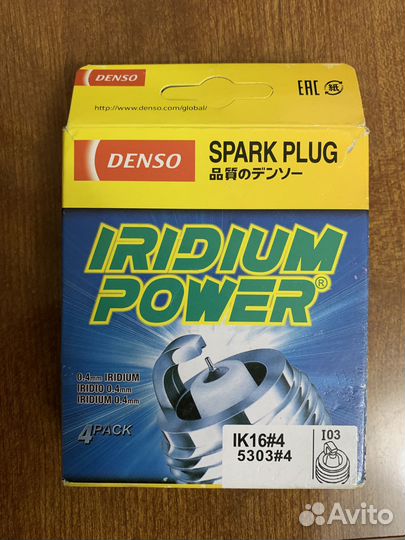 DENSO
EAC 紙
http://www.denso.com/global/
DENSO
SPARK PLUG
品質のデンソー
IRIDIUM
POWER®
0.4mm IRIDIUM
IRIDIO 0.4mm
IRIDIUM 0.4mm
4PACK
IK16#4
5303#4
I03
Avito